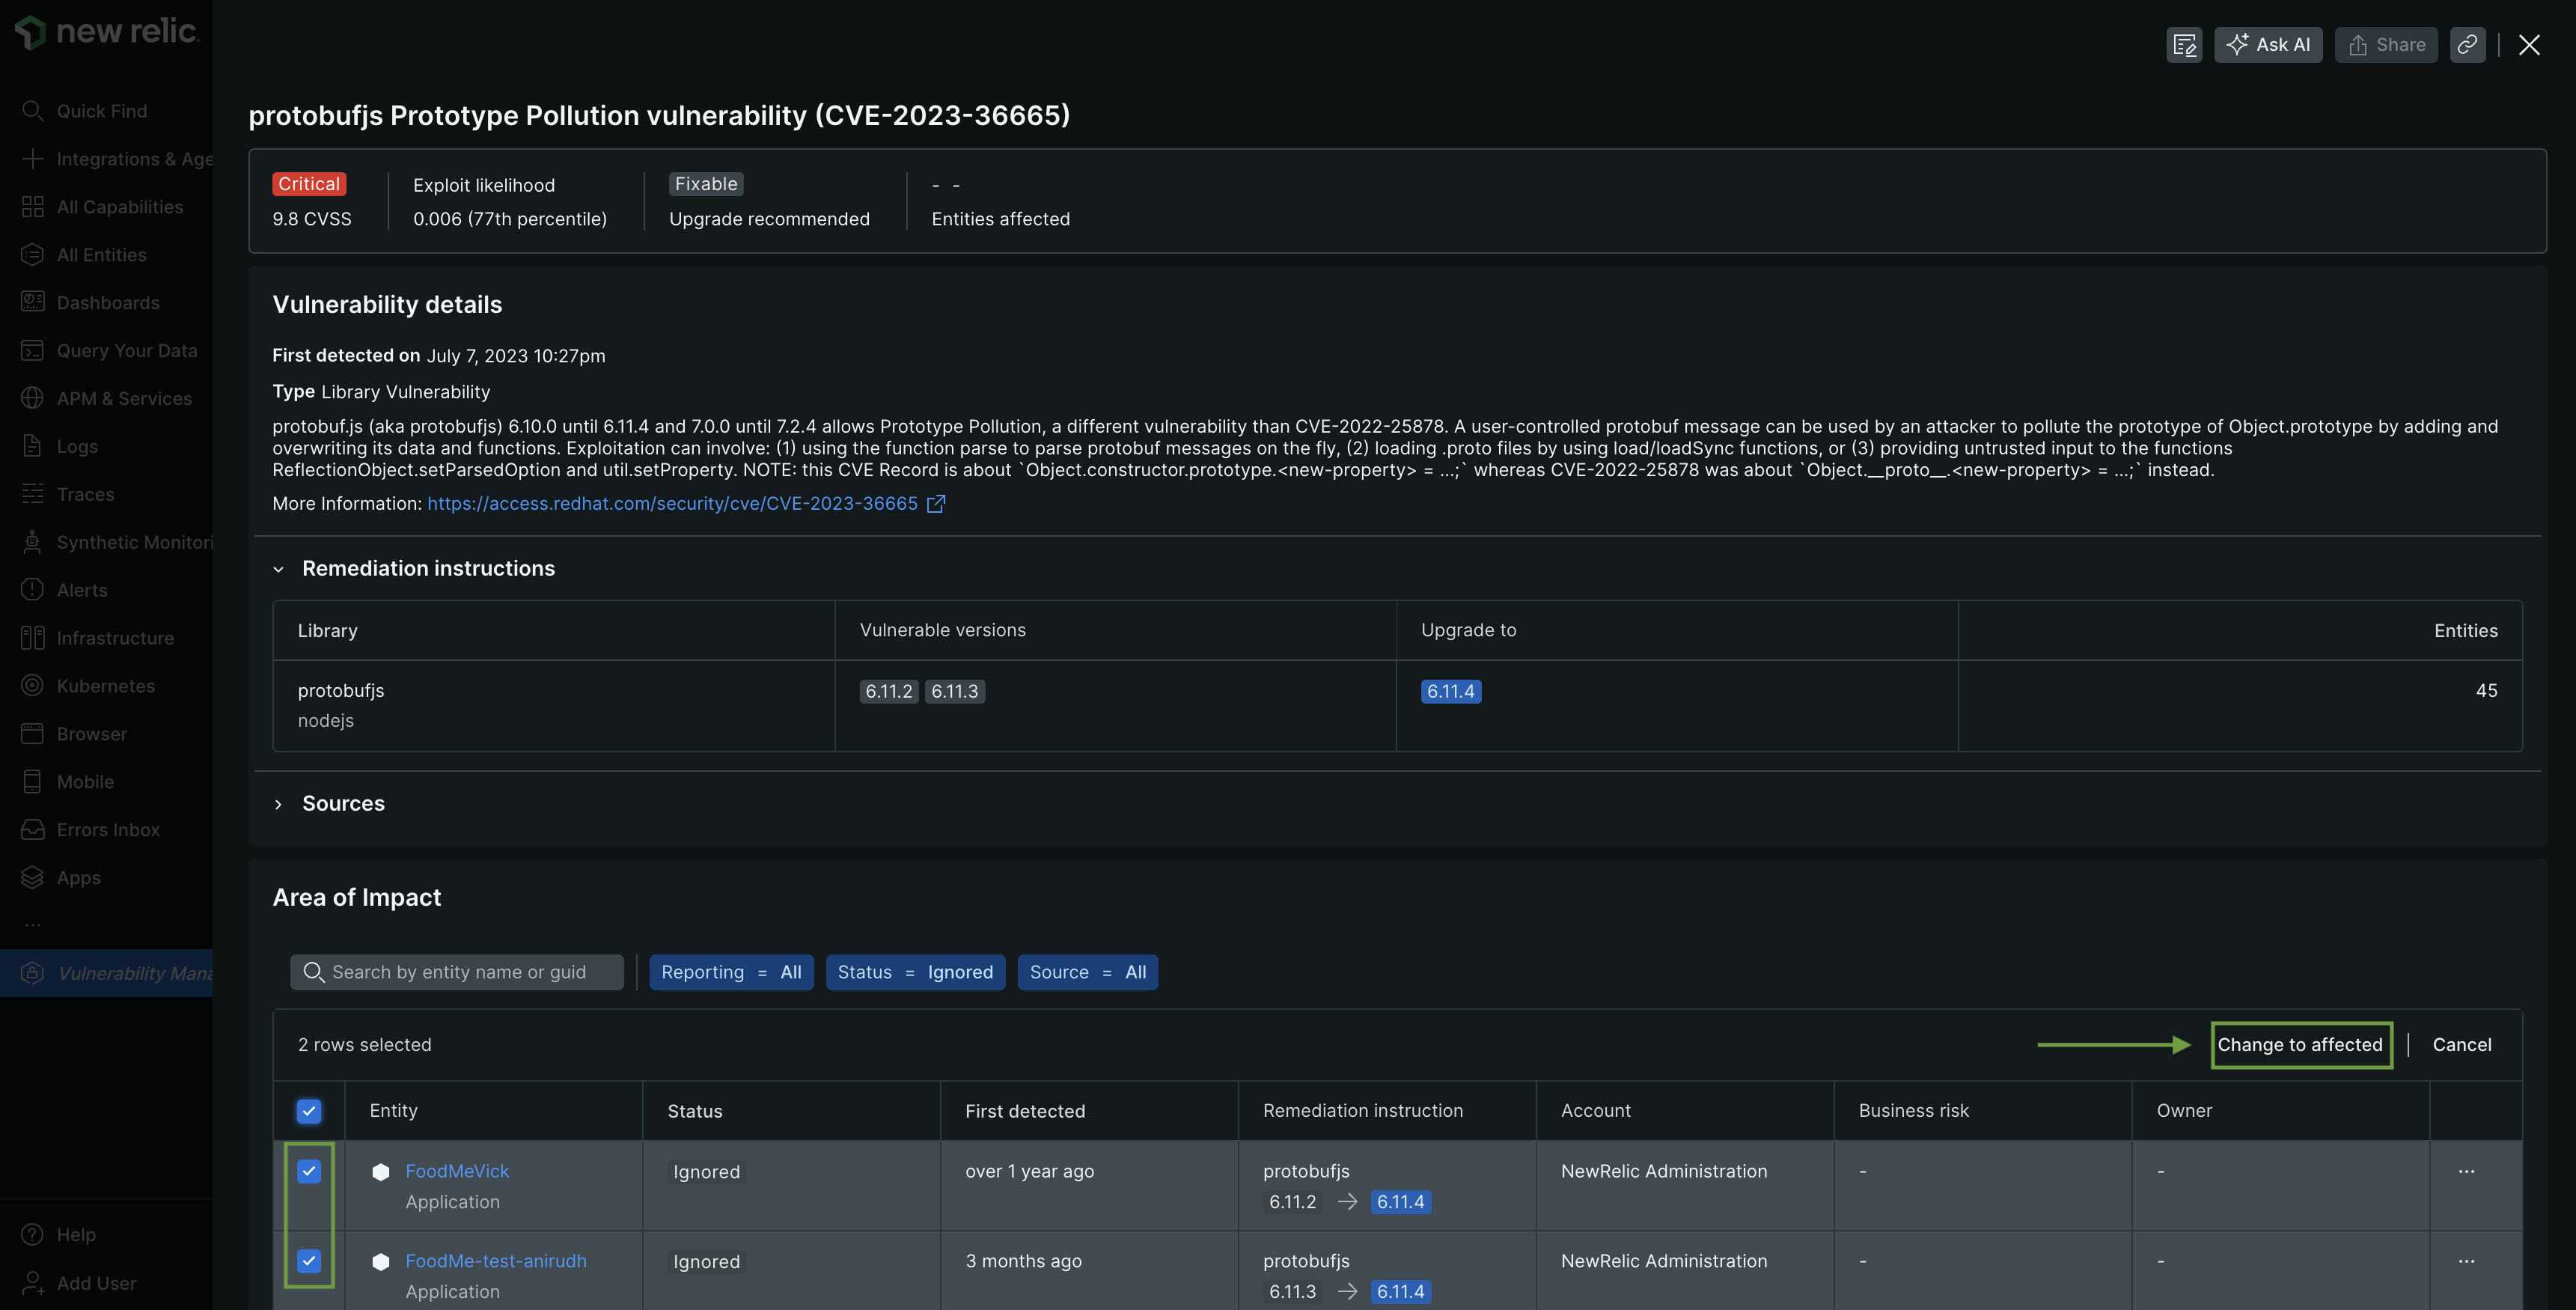 new relic.
Ask AI
Share
Quick Find
Integrations & Age
All Capabilities
All Entities
Dashboards
Query Your Data
APM & Services
Logs
Traces
Synthetic Monitori
Alerts
Infrastructure
Kubernetes
Browser
Mobile
Errors Inbox
Apps
...
Vulnerability Mana
Help
Add User
protobufjs Prototype Pollution vulnerability (CVE-2023-36665)
Critical
9.8 CVSS
Exploit likelihood
0.006 (77th percentile)
Fixable
Upgrade recommended
- -
Entities affected
Vulnerability details
First detected on July 7, 2023 10:27pm
Type Library Vulnerability
protobuf.js (aka protobufjs) 6.10.0 until 6.11.4 and 7.0.0 until 7.2.4 allows Prototype Pollution, a different vulnerability than CVE-2022-25878. A user-controlled protobuf message can be used by an attacker to pollute the prototype of Object.prototype by adding and
overwriting its data and functions. Exploitation can involve: (1) using the function parse to parse protobuf messages on the fly, (2) loading .proto files by using load/loadSync functions, or (3) providing untrusted input to the functions
ReflectionObject.setParsedOption and util.setProperty. NOTE: this CVE Record is about `Object.constructor.prototype.<new-property> = ...;` whereas CVE-2022-25878 was about `Object.__proto__.<new-property> = ...;` instead.
More Information: https://access.redhat.com/security/cve/CVE-2023-36665
Remediation instructions
Library Vulnerable versions Upgrade to Entities
protobufjs 6.11.2 6.11.3 6.11.4 45
nodejs
Sources
Area of Impact
Search by entity name or guid Reporting = All Status = Ignored Source = All
2 rows selected Change to affected Cancel
Entity Status First detected Remediation instruction Account Business risk Owner
FoodMeVick Ignored over 1 year ago protobufjs NewRelic Administration - - ...
Application 6.11.2 → 6.11.4
FoodMe-test-anirudh Ignored 3 months ago protobufjs NewRelic Administration - - ...
Application 6.11.3 → 6.11.4